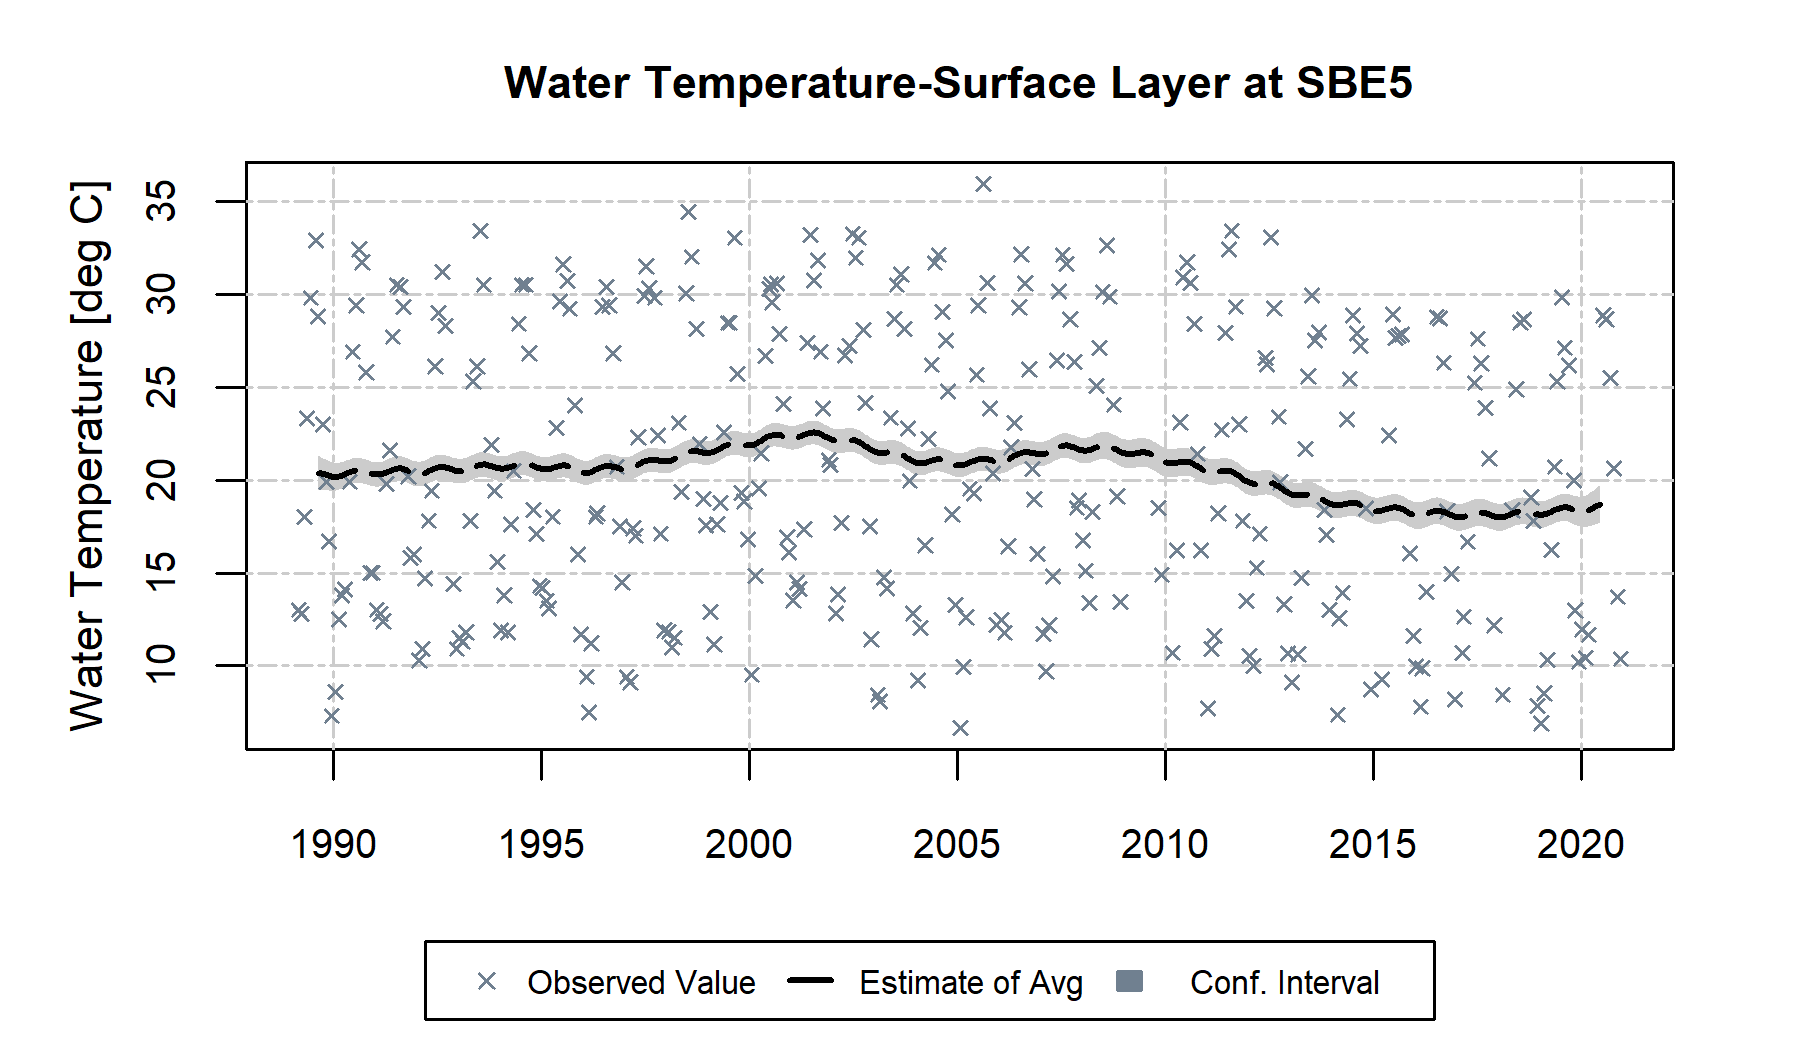 Water Temperature-Surface Layer at SBE5
Water Temperature [deg C]
35
30
25
20
15
10
1990 1995 2000 2005 2010 2015 2020
Observed Value Estimate of Avg Conf. Interval